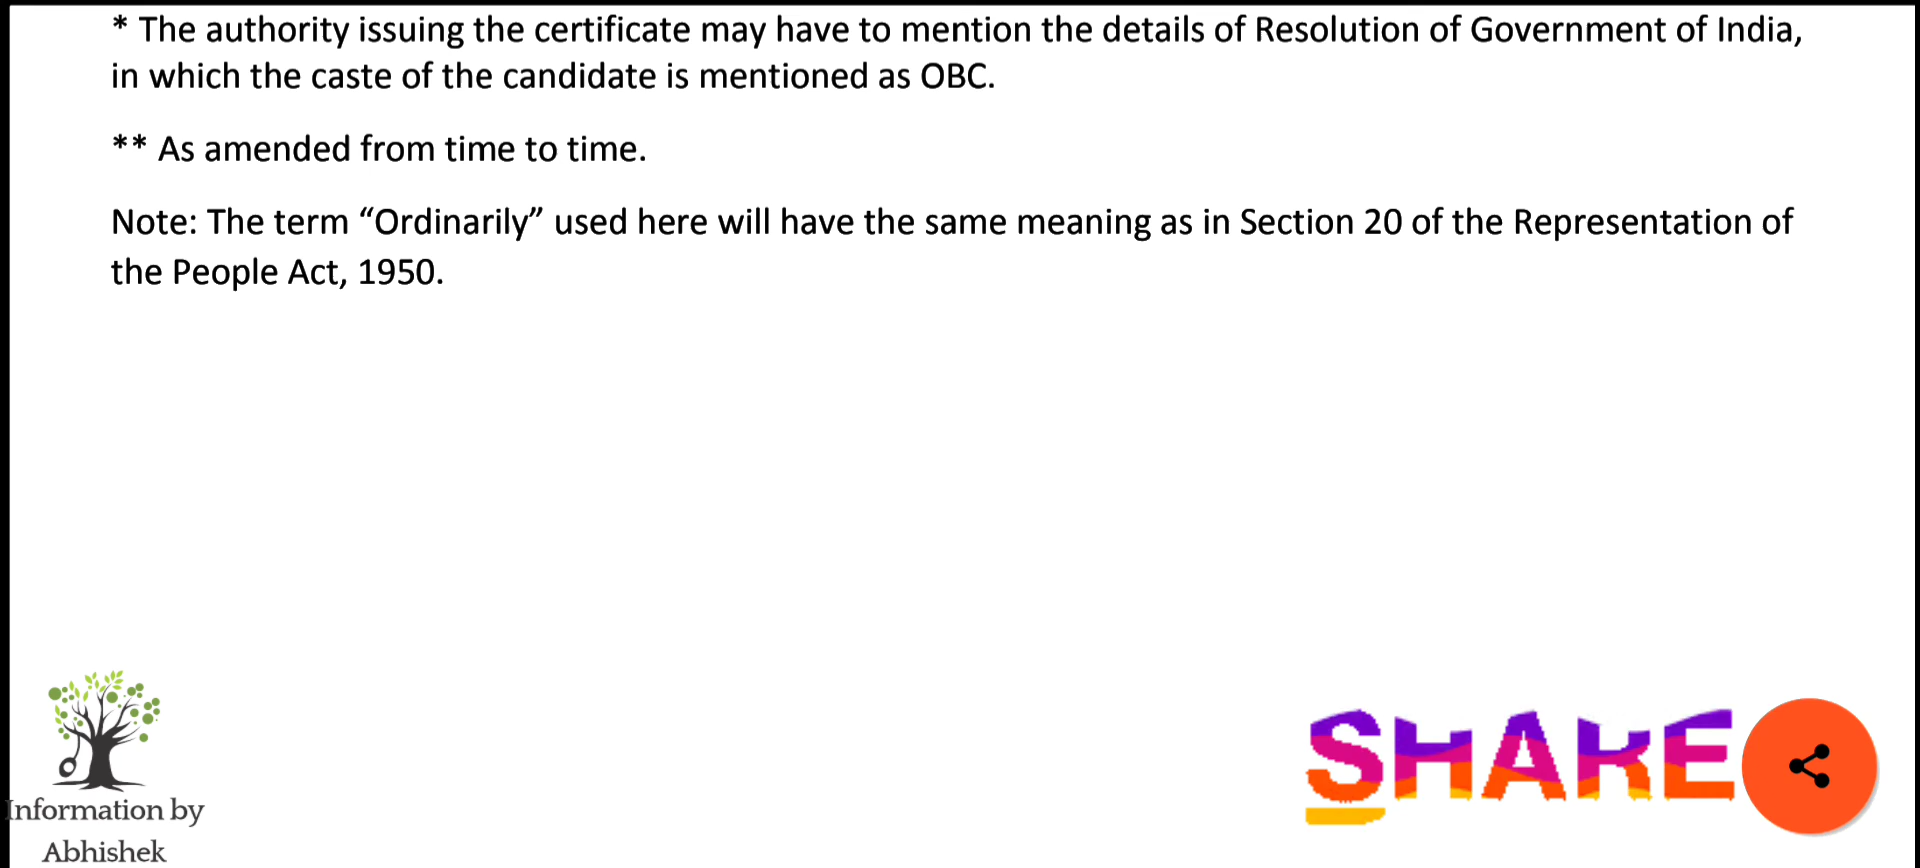 * The authority issuing the certificate may have to mention the details of Resolution of Government of India,
in which the caste of the candidate is mentioned as OBC.
** As amended from time to time.
Note: The term “Ordinarily” used here will have the same meaning as in Section 20 of the Representation of
the People Act, 1950.
SHARE
Information by
Abhishek